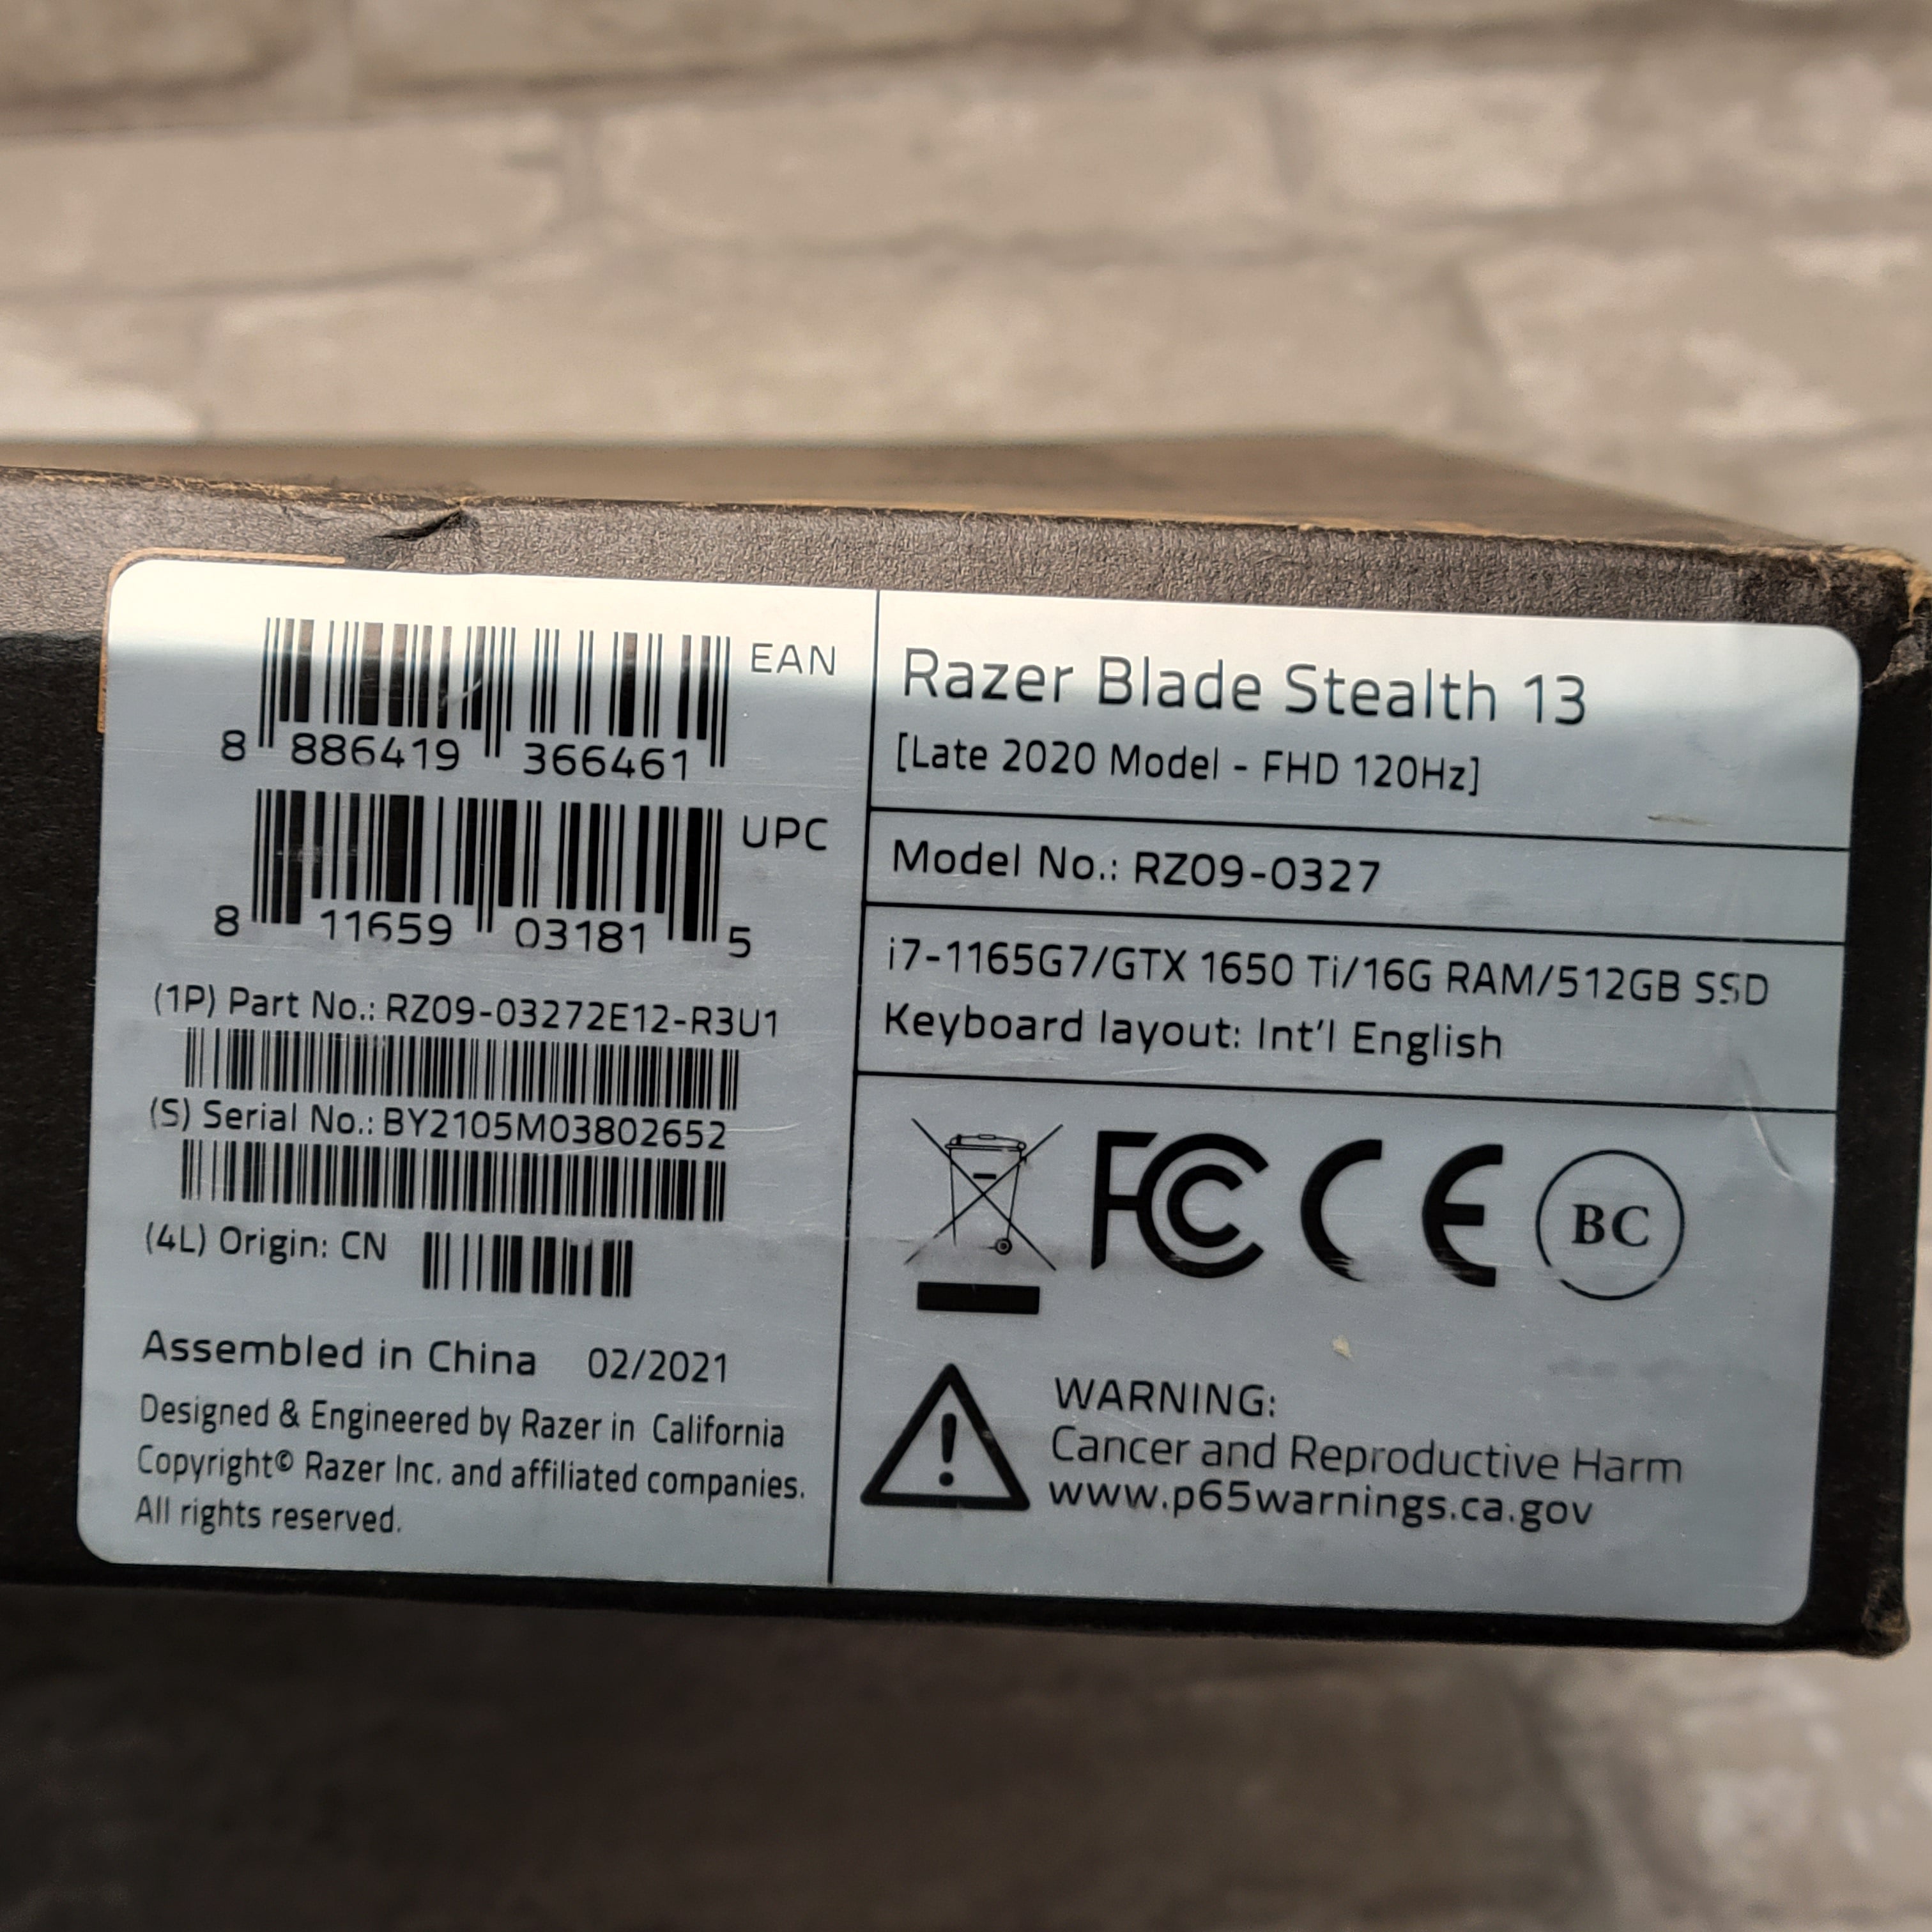 8 886419 366461
EAN
8 11659 03181 5
UPC
(1P) Part No.: RZ09-03272E12-R3U1
(S) Serial No.: BY2105M03802652
(4L) Origin: CN
Assembled in China 02/2021
Designed & Engineered by Razer in California
Copyright© Razer Inc. and affiliated companies.
All rights reserved.
Razer Blade Stealth 13
[Late 2020 Model - FHD 120Hz]
Model No.: RZ09-0327
i7-1165G7/GTX 1650 Ti/16G RAM/512GB SSD
Keyboard layout: Int'l English
FC CE BC
WARNING:
Cancer and Reproductive Harm
www.p65warnings.ca.gov